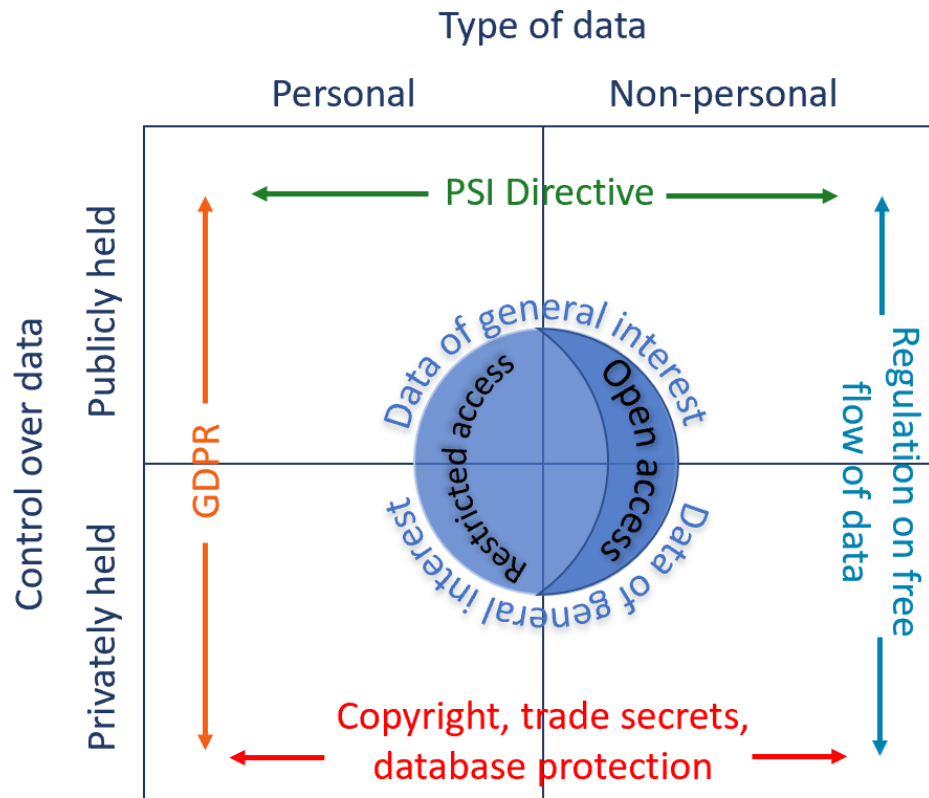 Type of data
Personal
Non-personal
Control over data
Publicly held
Privately held
PSI Directive
GDPR
Regulation on free
flow of data
Data of general interest
Restricted access
Open access
Data of general interest
Copyright, trade secrets,
database protection